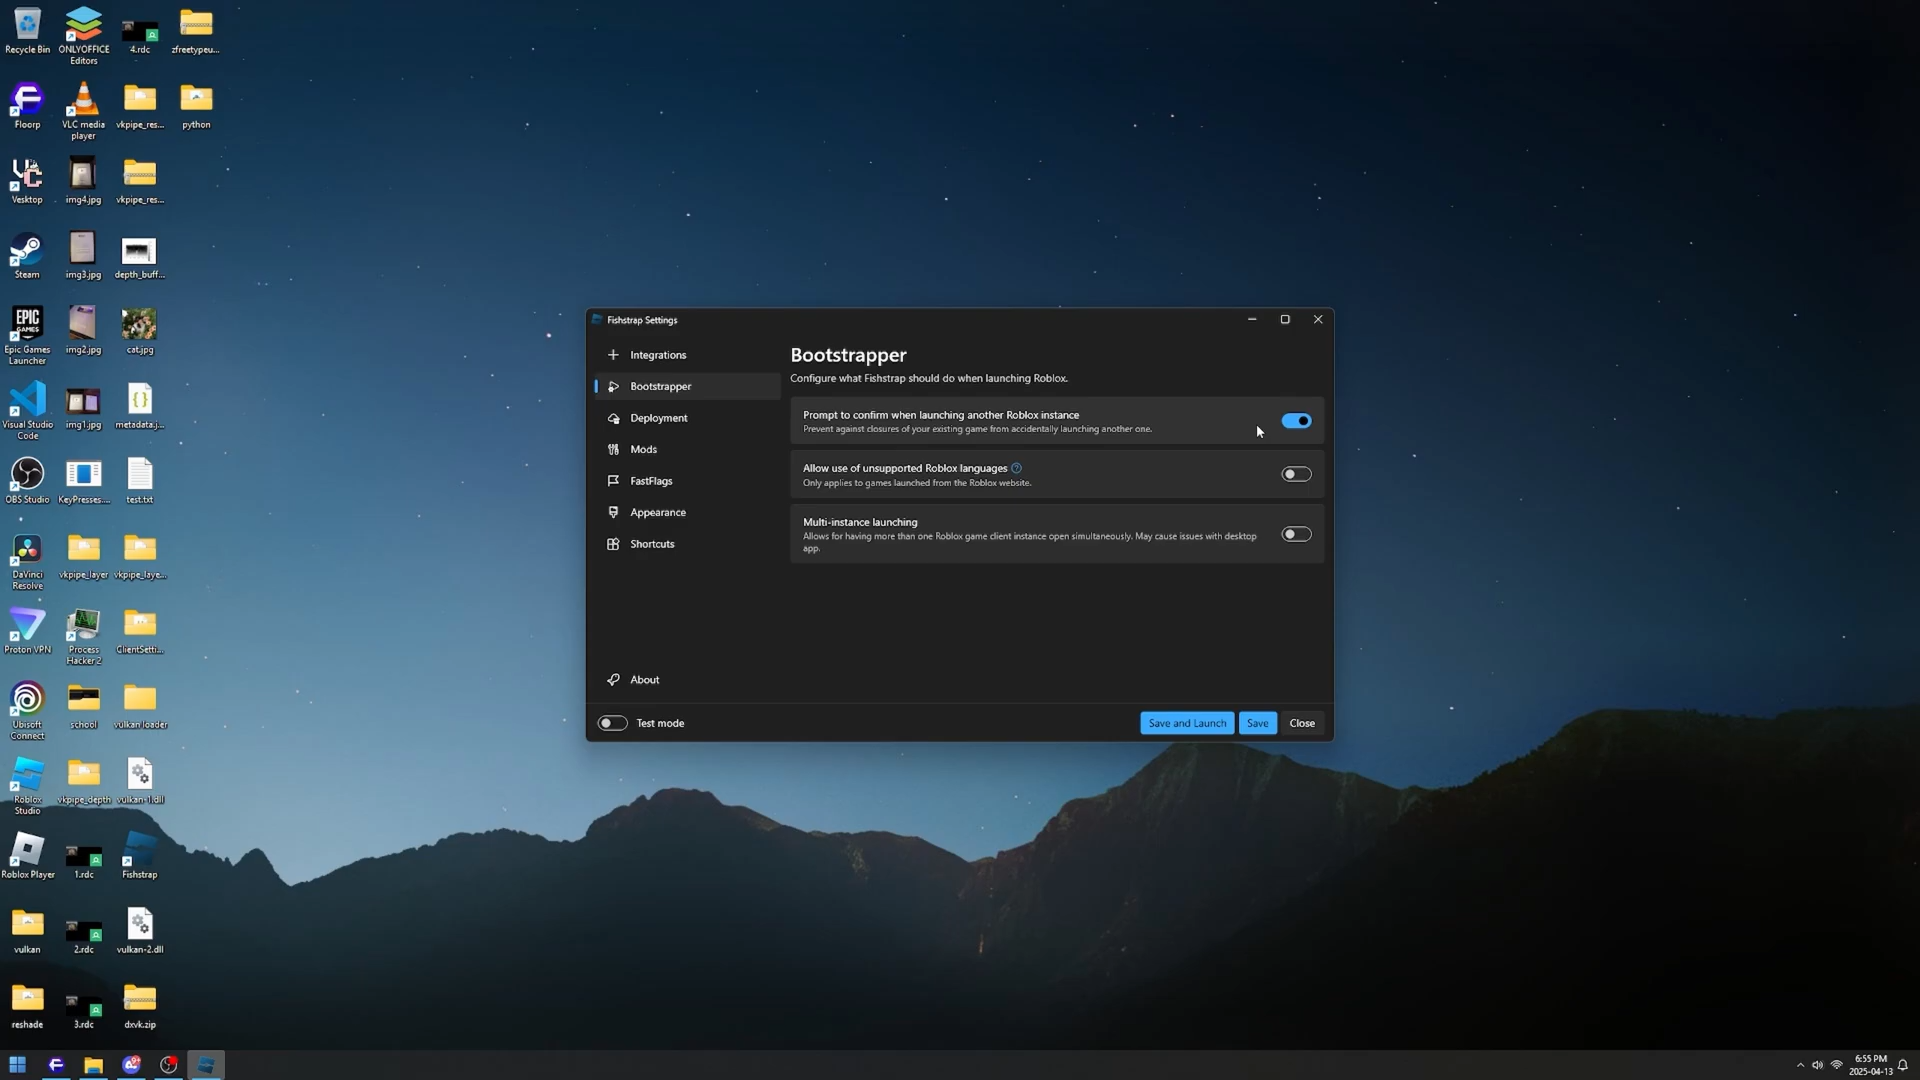 Recycle Bin
ONLYOFFICE
Editors
4.rdc
zfreetypeu...
Floorp
VLC media
player
vkpipe_res...
python
Vesktop
img4.jpg
vkpipe_res...
Steam
img3.jpg
depth_buff...
Epic Games
Launcher
img2.jpg
cat.jpg
Visual Studio
Code
img1.jpg
metadata.j...
OBS Studio
KeyPresses....
test.txt
DaVinci
Resolve
vkpipe_layer
vkpipe_laye...
Proton VPN
Process
Hacker 2
ClientSetti...
Ubisoft
Connect
school
vulkan loader
Roblox
Studio
vkpipe_depth
vulkan-1.dll
Roblox Player
1.rdc
Fishstrap
vulkan
2.rdc
vulkan-2.dll
reshade
3.rdc
dxvk.zip
Fishstrap Settings
Integrations
Bootstrapper
Deployment
Mods
FastFlags
Appearance
Shortcuts
About
Bootstrapper
Configure what Fishstrap should do when launching Roblox.
Prompt to confirm when launching another Roblox instance
Prevent against closures of your existing game from accidentally launching another one.
Allow use of unsupported Roblox languages
Only applies to games launched from the Roblox website.
Multi-instance launching
Allows for having more than one Roblox game client instance open simultaneously. May cause issues with desktop
app.
Test mode
Save and Launch
Save
Close
6:55 PM
2025-04-13